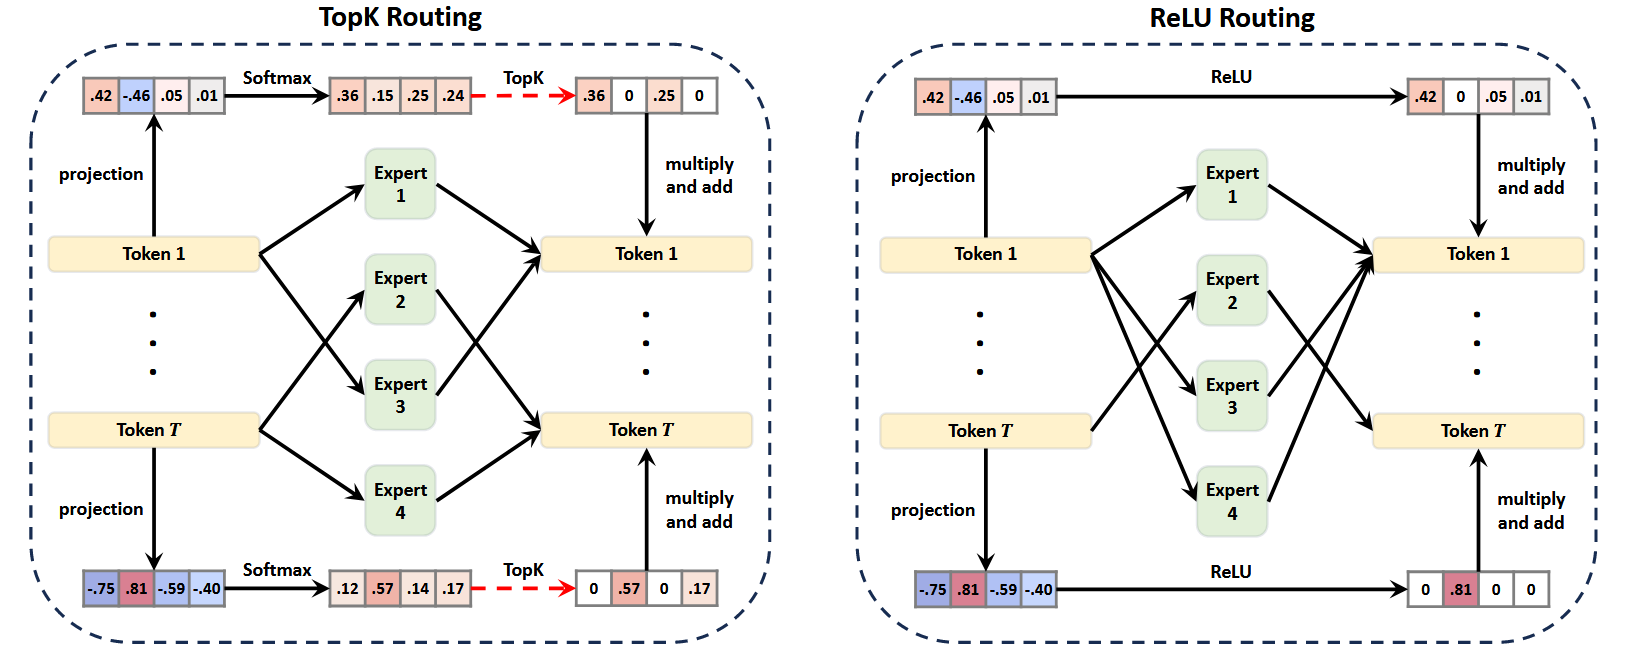 TopK Routing
Softmax
TopK
.42 -.46 .05 .01
.36 .15 .25 .24
.36 0 .25 0
projection
Expert
1
multiply
and add
Token 1
Token 1
Expert
2
Expert
3
Token T
Token T
Expert
4
projection
multiply
and add
Softmax
TopK
-.75 .81 -.59 -.40
.12 .57 .14 .17
0 .57 0 .17
ReLU Routing
ReLU
.42 -.46 .05 .01
.42 0 .05 .01
projection
Expert
1
multiply
and add
Token 1
Token 1
Expert
2
Expert
3
Token T
Token T
Expert
4
projection
multiply
and add
ReLU
-.75 .81 -.59 -.40
0 .81 0 0